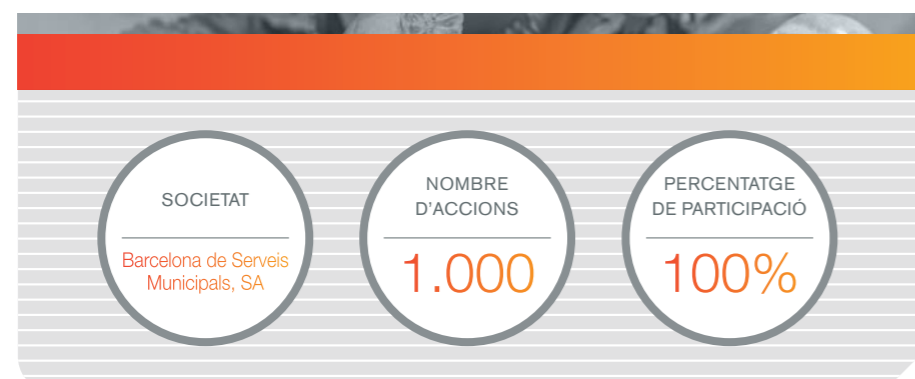 SOCIETAT
Barcelona de Serveis
Municipals, SA
NOMBRE
D'ACCIONS
1.000
PERCENTATGE
DE PARTICIPACIÓ
100%